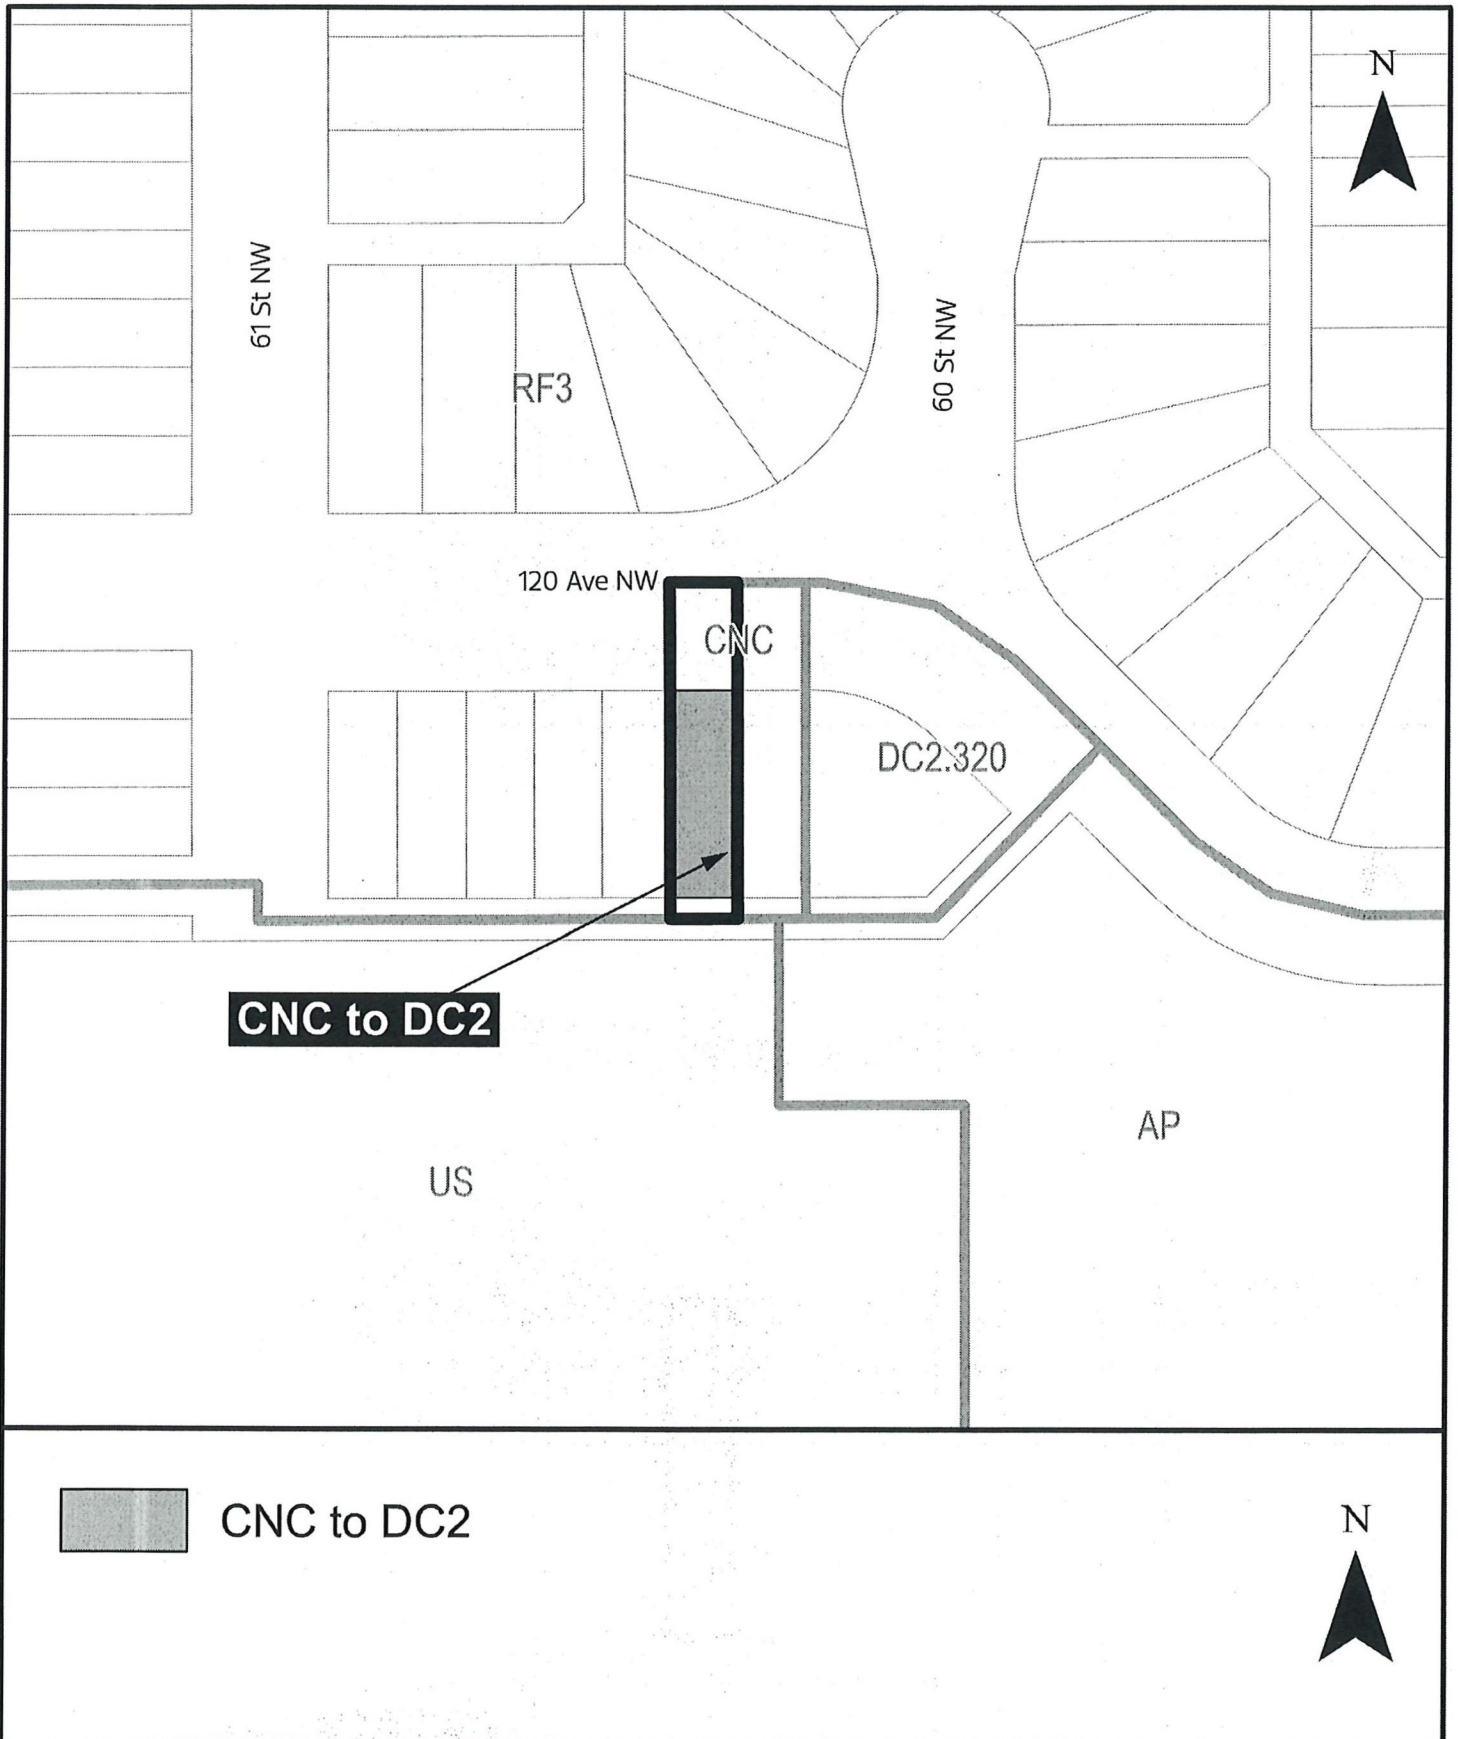 N
61 St NW
60 St NW
RF3
120 Ave NW
CNC
DC2.320
CNC to DC2
AP
US
CNC to DC2
N